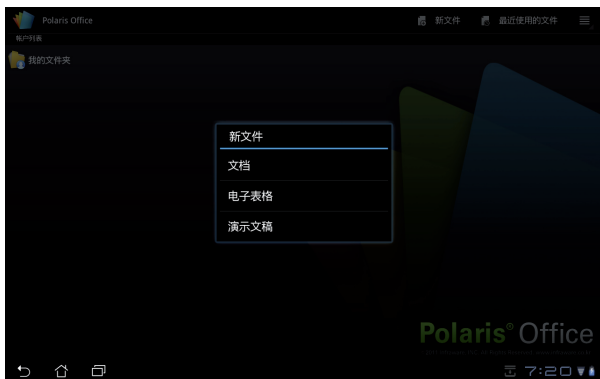 Polaris Office
新文件
最近使用的文件
帐户列表
我的文件夹
新文件
文档
电子表格
演示文稿
Polaris® Office
7:20